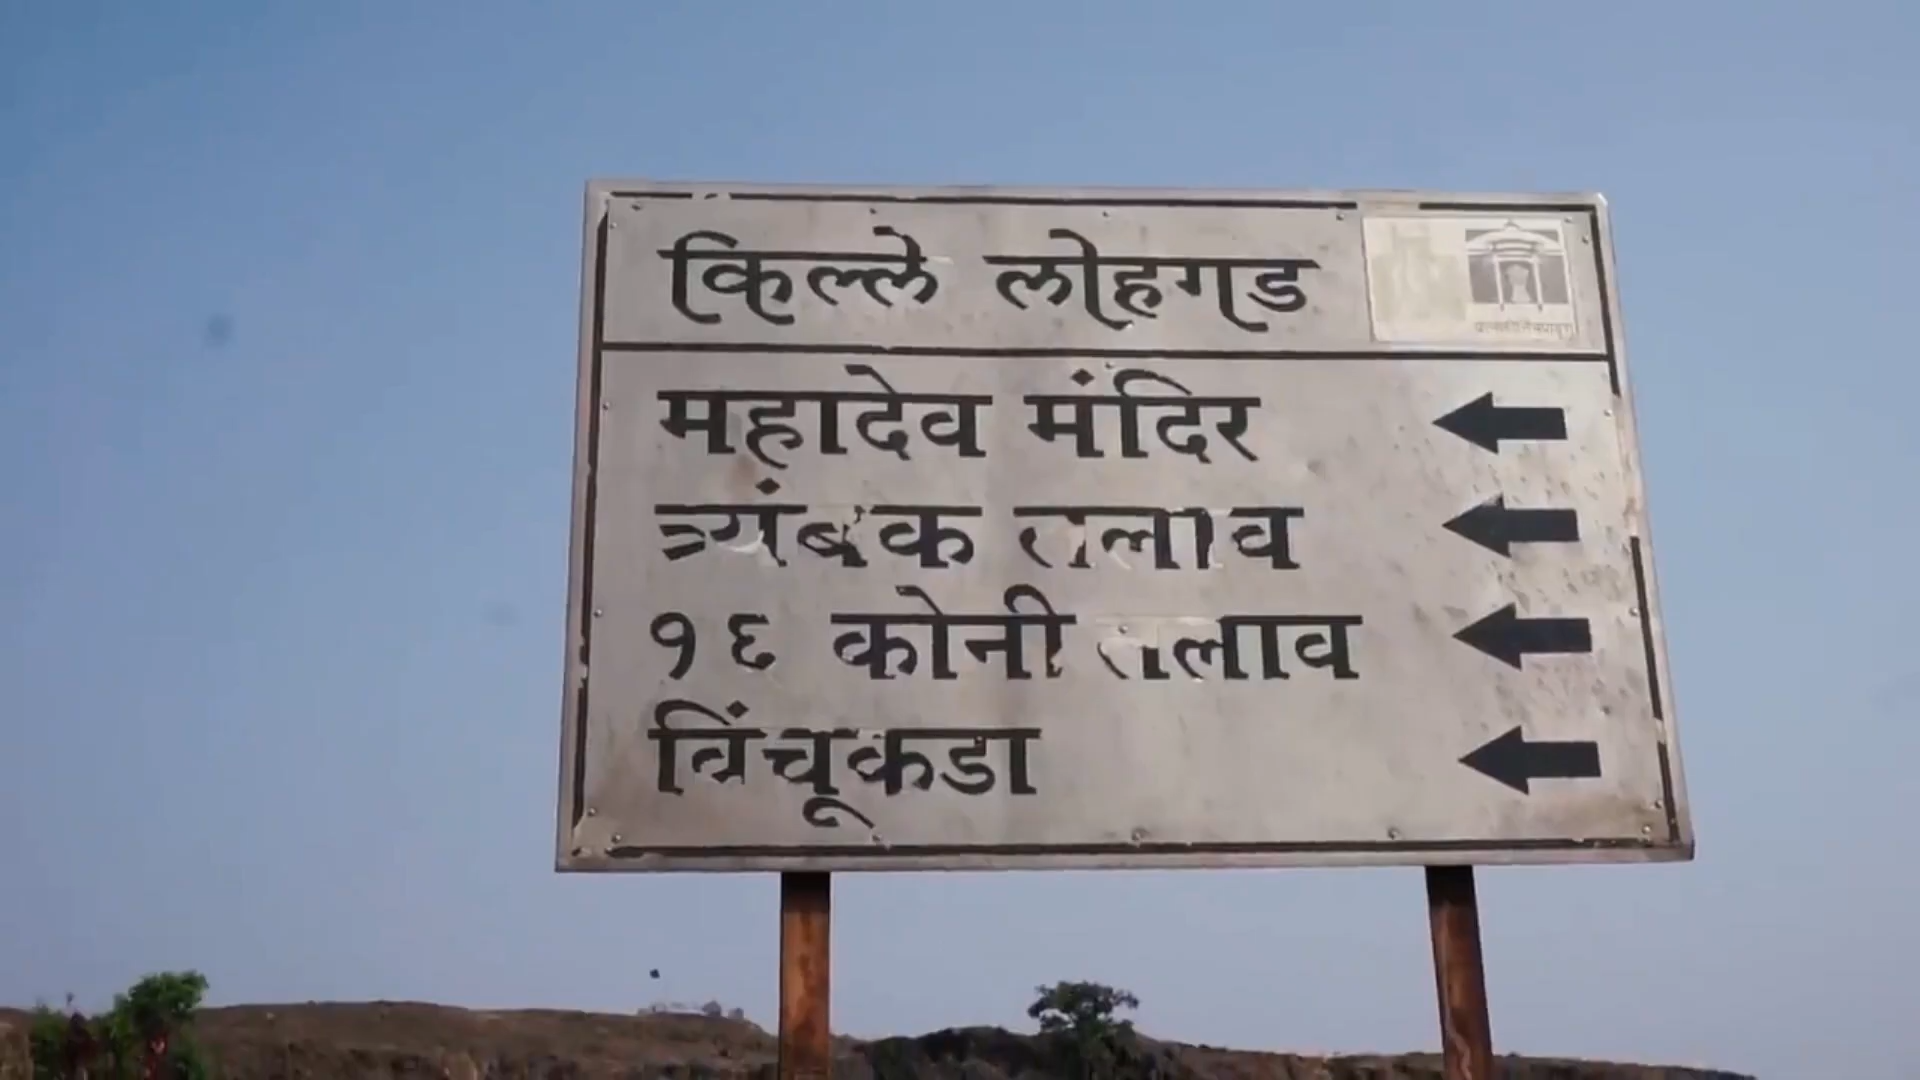 किल्ले लोहगड
महादेव मंदिर
त्र्यंबक तलाव
१६ कोनी तलाव
विंचूकडा